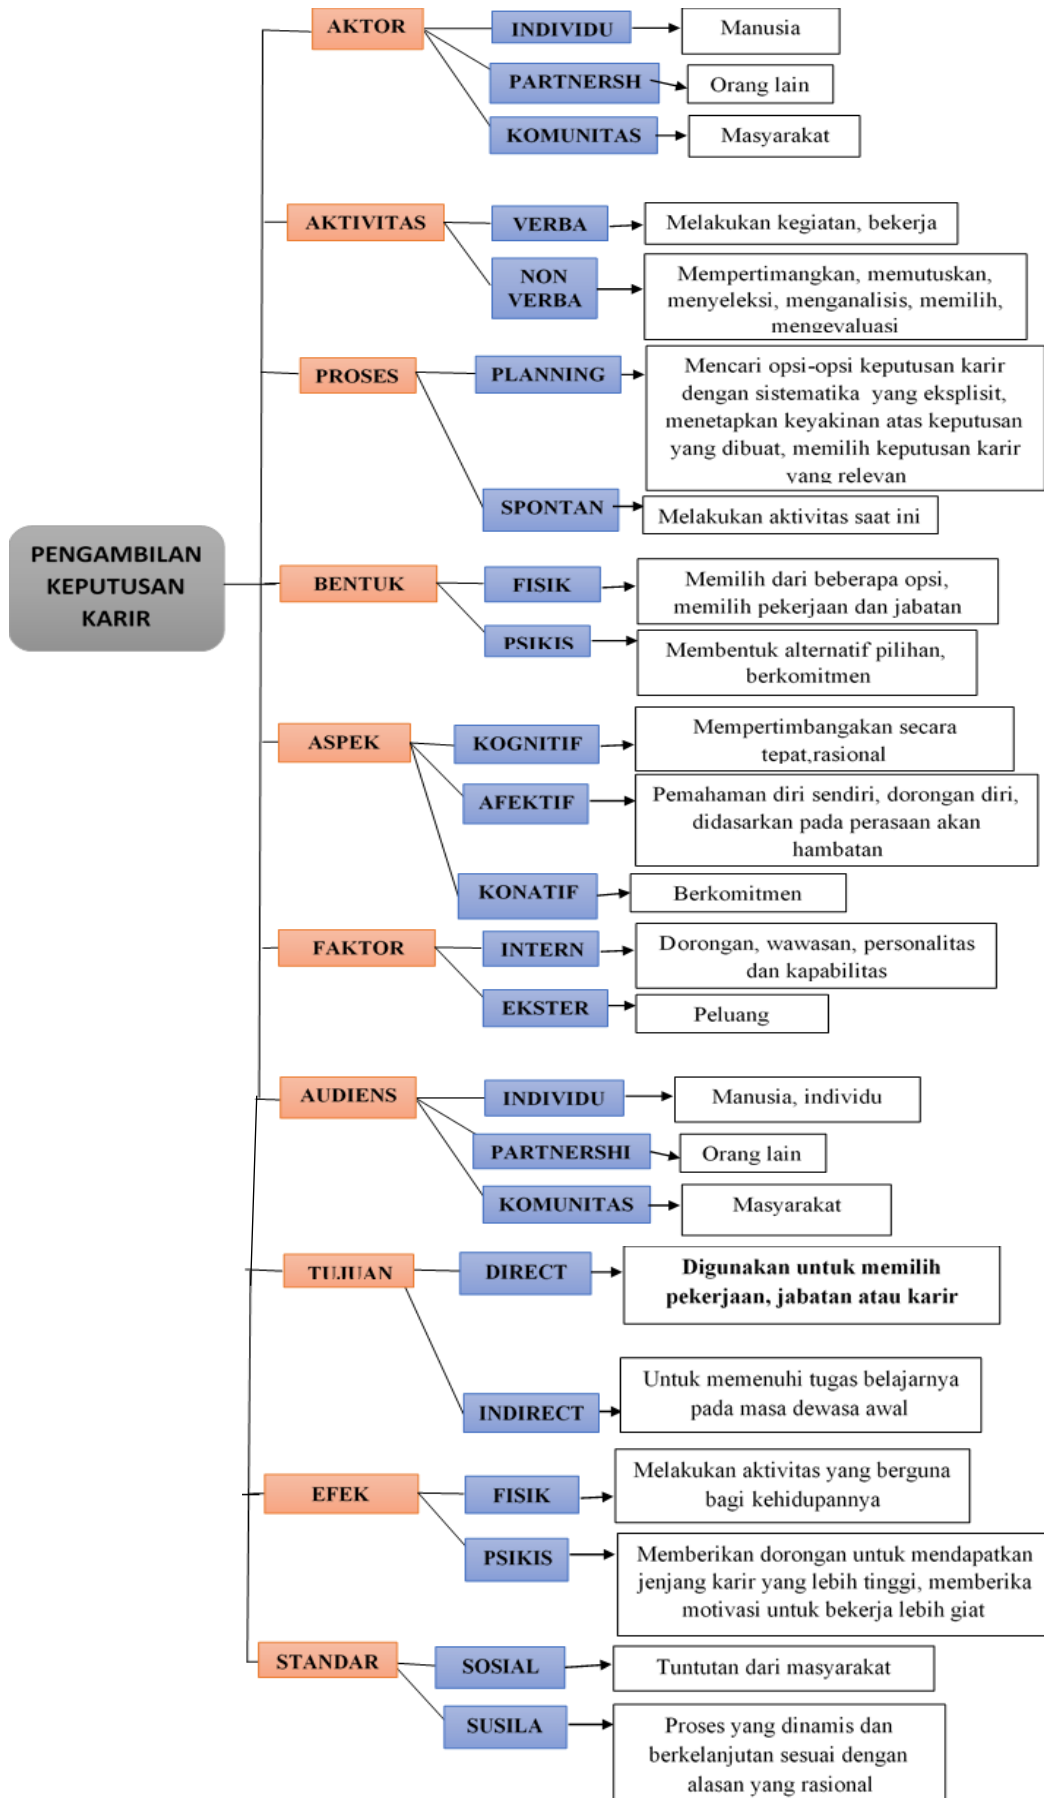 AKTOR
INDIVIDU
Manusia
PARTNERSH
Orang lain
KOMUNITAS
Masyarakat
AKTIVITAS
VERBA
Melakukan kegiatan, bekerja
NON
VERBA
Mempertimangkan, memutuskan,
menyeleksi, menganalisis, memilih,
mengevaluasi
PROSES
PLANNING
Mencari opsi-opsi keputusan karir
dengan sistematika yang eksplisit,
menetapkan keyakinan atas keputusan
yang dibuat, memilih keputusan karir
yang relevan
SPONTAN
Melakukan aktivitas saat ini
PENGAMBILAN
KEPUTUSAN
KARIR
BENTUK
FISIK
Memilih dari beberapa opsi,
memilih pekerjaan dan jabatan
PSIKIS
Membentuk alternatif pilihan,
berkomitmen
ASPEK
KOGNITIF
Mempertimbangakan secara
tepat,rasional
AFEKTIF
Pemahaman diri sendiri, dorongan diri,
didasarkan pada perasaan akan
hambatan
KONATIF
Berkomitmen
FAKTOR
INTERN
Dorongan, wawasan, personalitas
dan kapabilitas
EKSTER
Peluang
AUDIENS
INDIVIDU
Manusia, individu
PARTNERSHI
Orang lain
KOMUNITAS
Masyarakat
TUJUAN
DIRECT
Digunakan untuk memilih
pekerjaan, jabatan atau karir
INDIRECT
Untuk memenuhi tugas belajarnya
pada masa dewasa awal
EFEK
FISIK
Melakukan aktivitas yang berguna
bagi kehidupannya
PSIKIS
Memberikan dorongan untuk mendapatkan
jenjang karir yang lebih tinggi, memberika
motivasi untuk bekerja lebih giat
STANDAR
SOSIAL
Tuntutan dari masyarakat
SUSILA
Proses yang dinamis dan
berkelanjutan sesuai dengan
alasan yang rasional